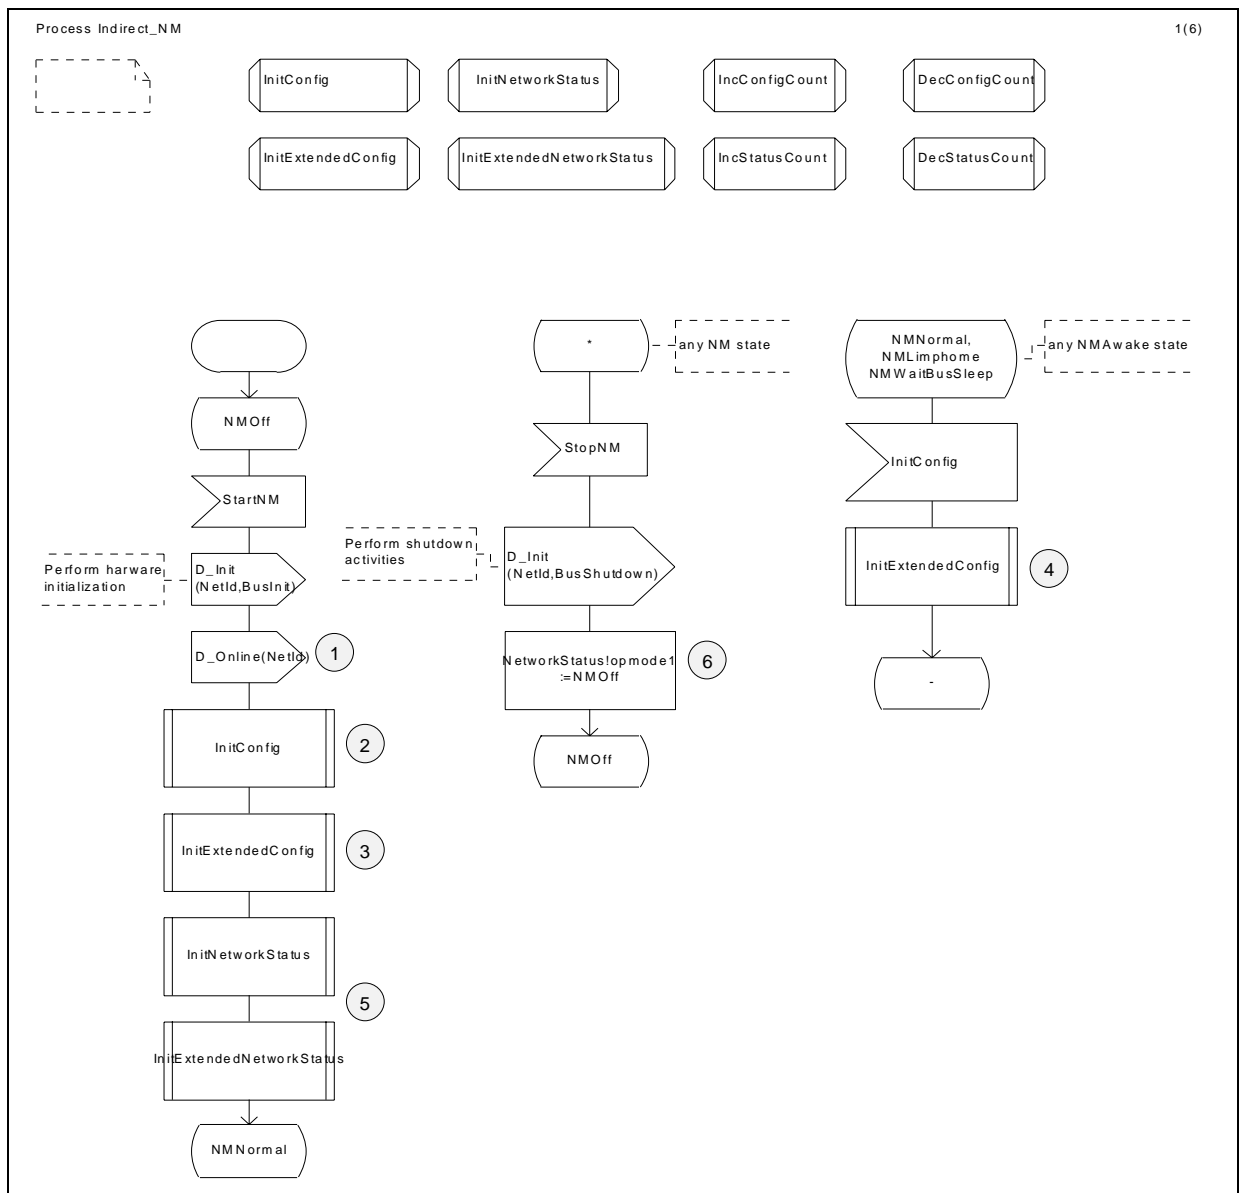 Process Indirect_NM
1(6)
InitConfig
InitNetworkStatus
IncConfigCount
DecConfigCount
InitExtendedConfig
InitExtendedNetworkStatus
IncStatusCount
DecStatusCount
NMOff
StartNM
Perform harware
initialization
D_Init
(NetId,BusInit)
D_Online(NetId)
1
InitConfig
2
InitExtendedConfig
3
InitNetworkStatus
5
InitExtendedNetworkStatus
NMNormal
*
any NM state
StopNM
Perform shutdown
activities
D_Init
(NetId,BusShutdown)
NetworkStatus!opmode1
:=NMOff
6
NMOff
NMNormal,
NMLimphome
NMWaitBusSleep
any NMAwake state
InitConfig
InitExtendedConfig
4
-